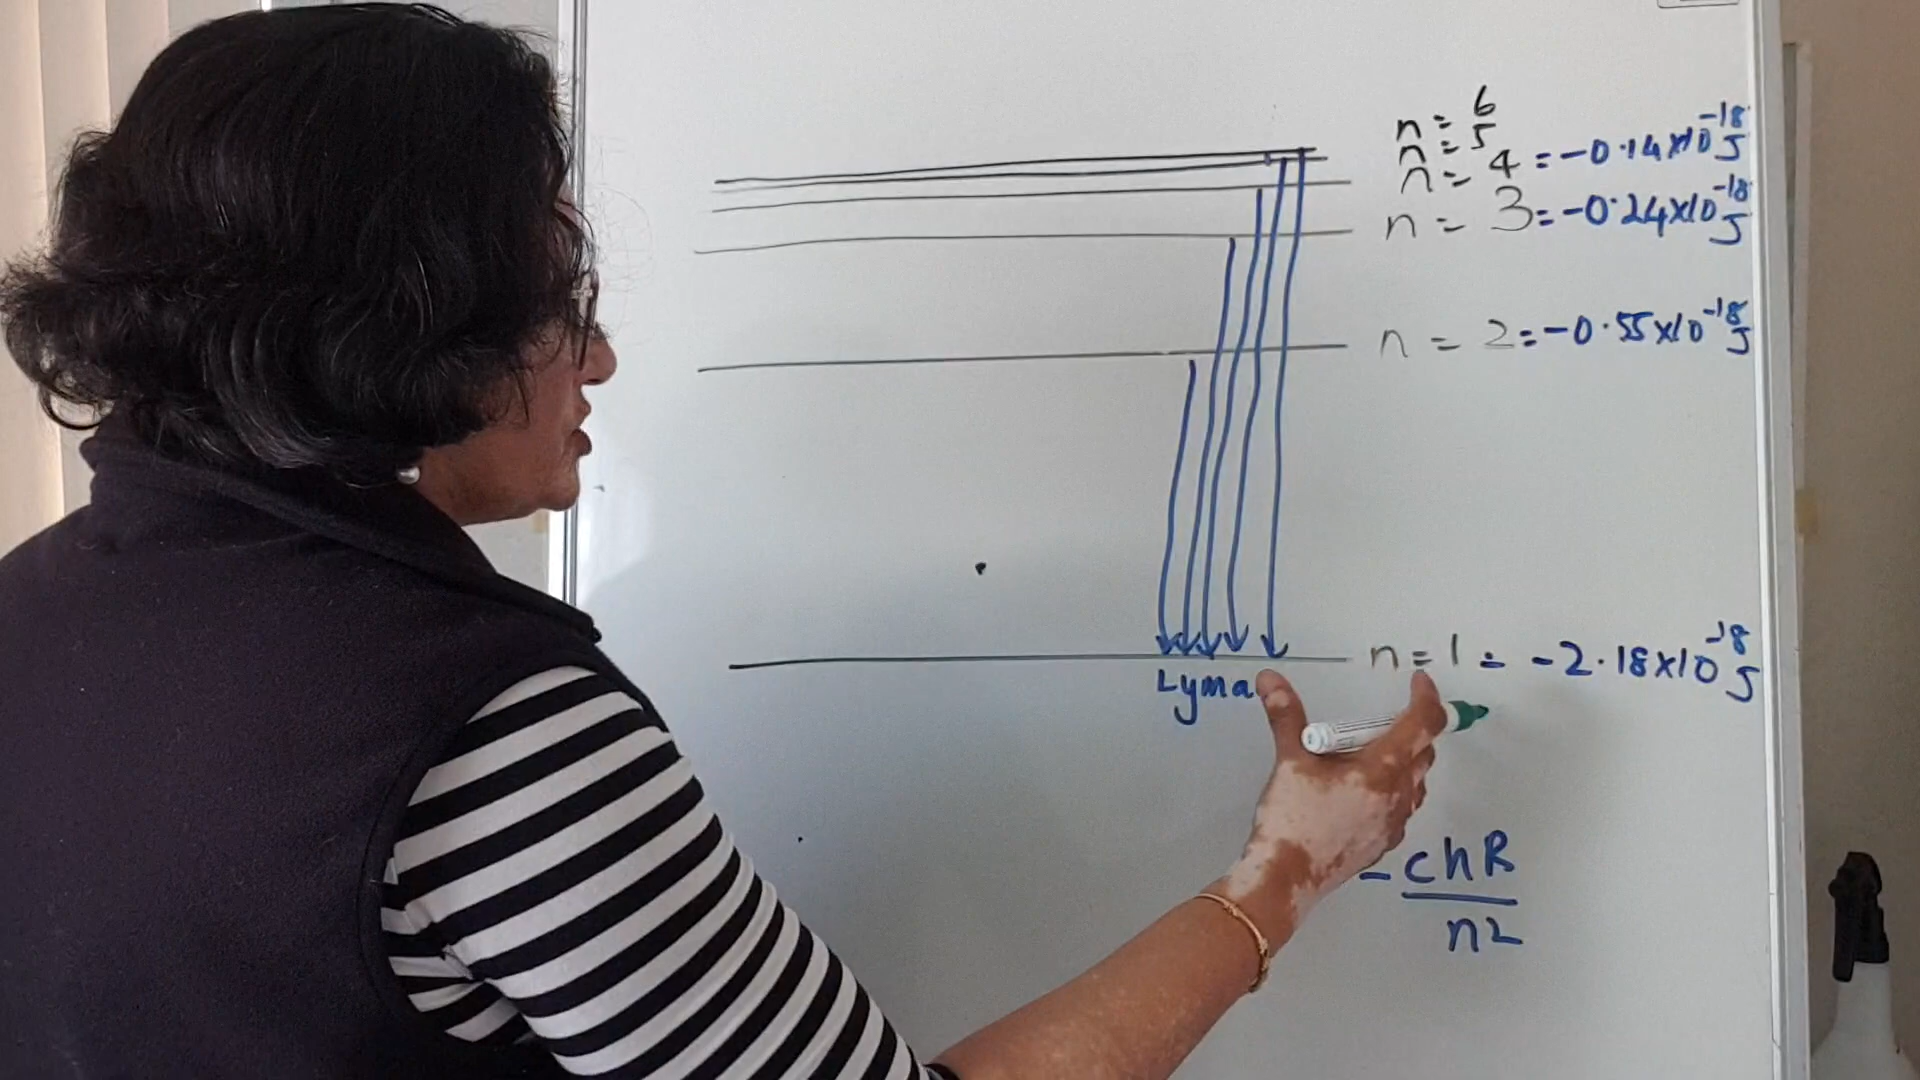 n = 6
n = 5
n = 4 = -0.14x10^-18 J
n = 3 = -0.24x10^-18 J
n = 2 = -0.55x10^-18 J
n = 1 = -2.18x10^-18 J
Lyma
- chR
n2